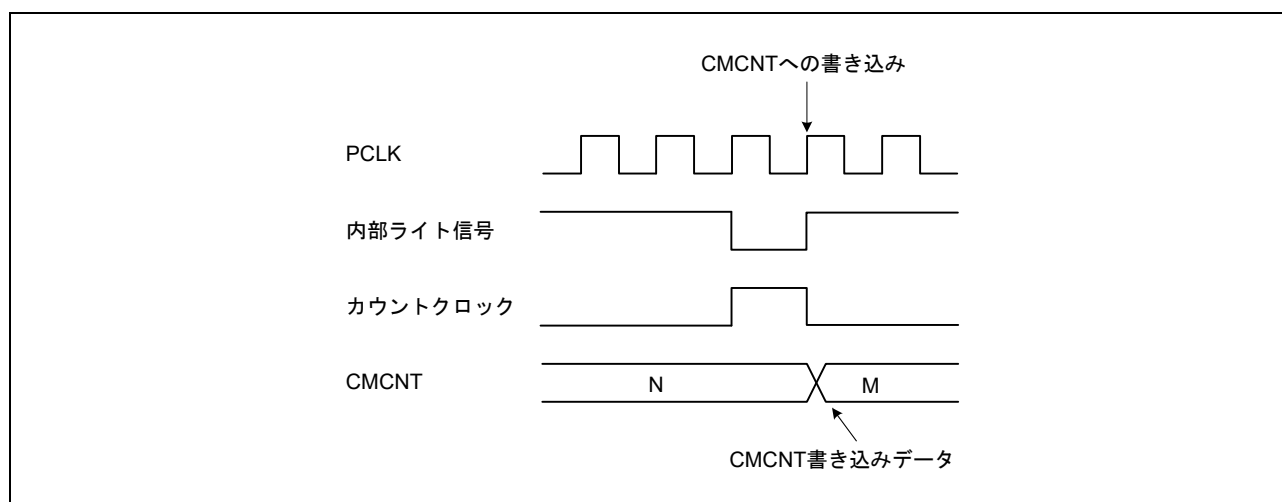 CMCNTへの書き込み
PCLK
内部ライト信号
カウントクロック
CMCNT
N
M
CMCNT書き込みデータ